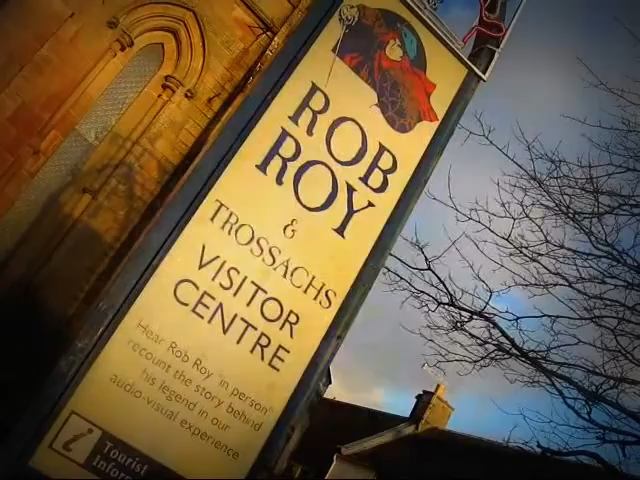 ROB
ROY
&
TROSSACHS
VISITOR
CENTRE
Hear Rob Roy "in person"
recount the story behind
his legend in our
audio-visual experience
i
Tourist